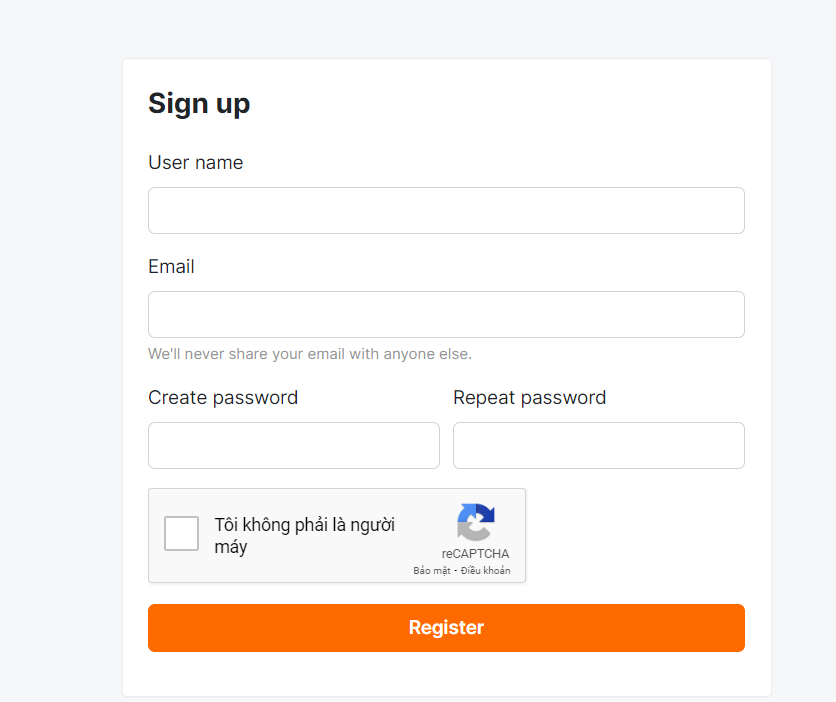 Sign up
User name
Email
We'll never share your email with anyone else.
Create password Repeat password
Tôi không phải là người
máy
reCAPTCHA
Bảo mật - Điều khoản
Register